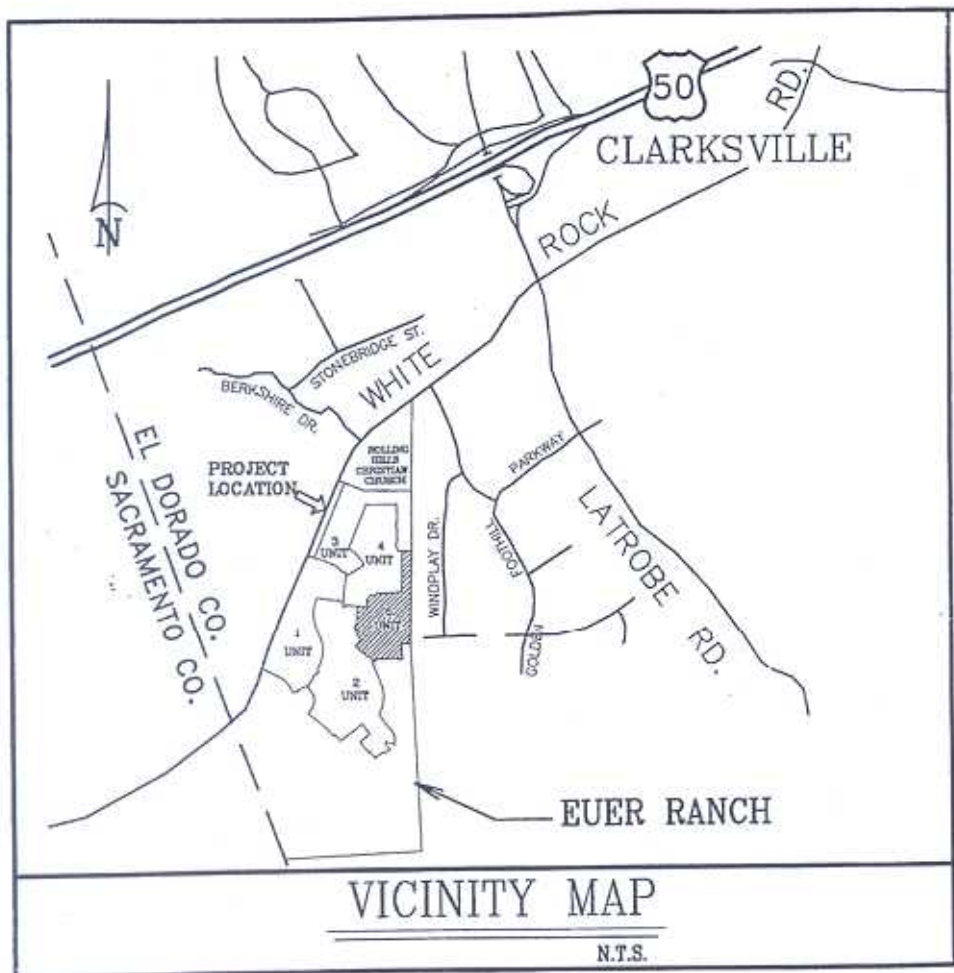 50
CLARKSVILLE
WHITE ROCK RD.
N
STONEBRIDGE ST.
BERKSHIRE DR.
EL DORADO CO.
SACRAMENTO CO.
PROJECT
LOCATION
ROLLING
HILLS
CHRISTIAN
CHURCH
PARKWAY
FOOTHILL
GOLDEN
WINDPLAY DR.
LATROBE RD.
3
UNIT
4
UNIT
UNIT
1
UNIT
2
UNIT
EUER RANCH
VICINITY MAP
N.T.S.